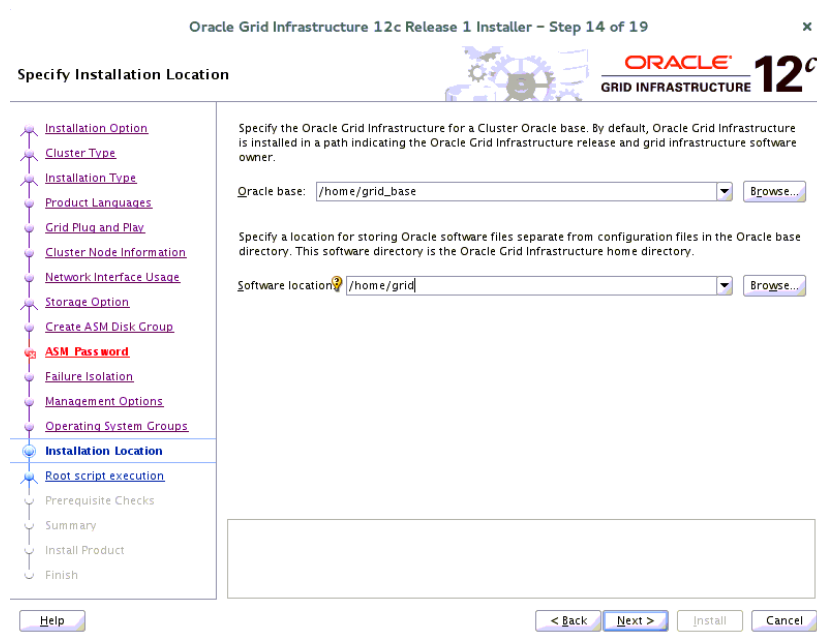 Oracle Grid Infrastructure 12c Release 1 Installer – Step 14 of 19
Specify Installation Location
ORACLE
GRID INFRASTRUCTURE
12c
Installation Option
Cluster Type
Installation Type
Product Languages
Grid Plug and Play
Cluster Node Information
Network Interface Usage
Storage Option
Create ASM Disk Group
ASM Password
Failure Isolation
Management Options
Operating System Groups
Installation Location
Root script execution
Prerequisite Checks
Summary
Install Product
Finish
Specify the Oracle Grid Infrastructure for a Cluster Oracle base. By default, Oracle Grid Infrastructure
is installed in a path indicating the Oracle Grid Infrastructure release and grid infrastructure software
owner.
Oracle base: /home/grid_base Browse...
Specify a location for storing Oracle software files separate from configuration files in the Oracle base
directory. This software directory is the Oracle Grid Infrastructure home directory.
Software location: /home/grid Browse...
Help < Back Next > Install Cancel